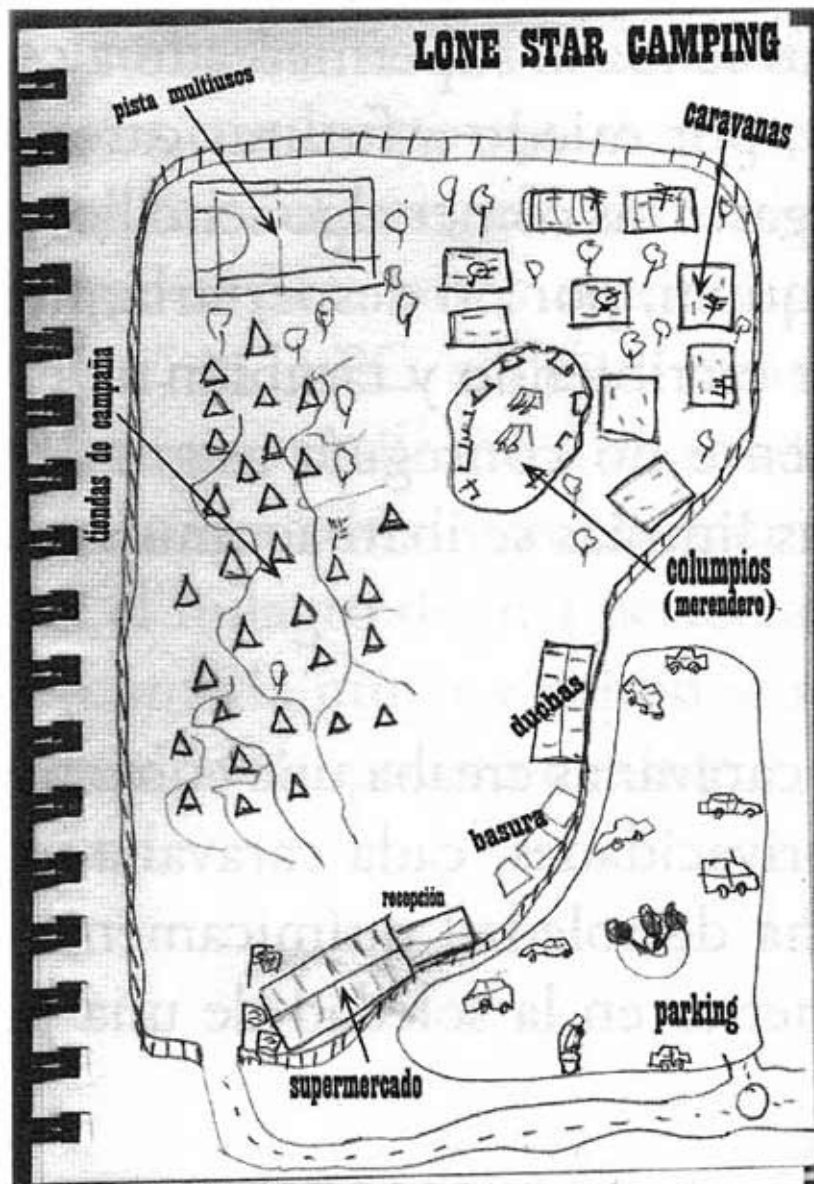 LONE STAR CAMPING
pista multiusos
caravanas
tiendas de campaña
columpios
(merendero)
duchas
basura
recepción
parking
supermercado